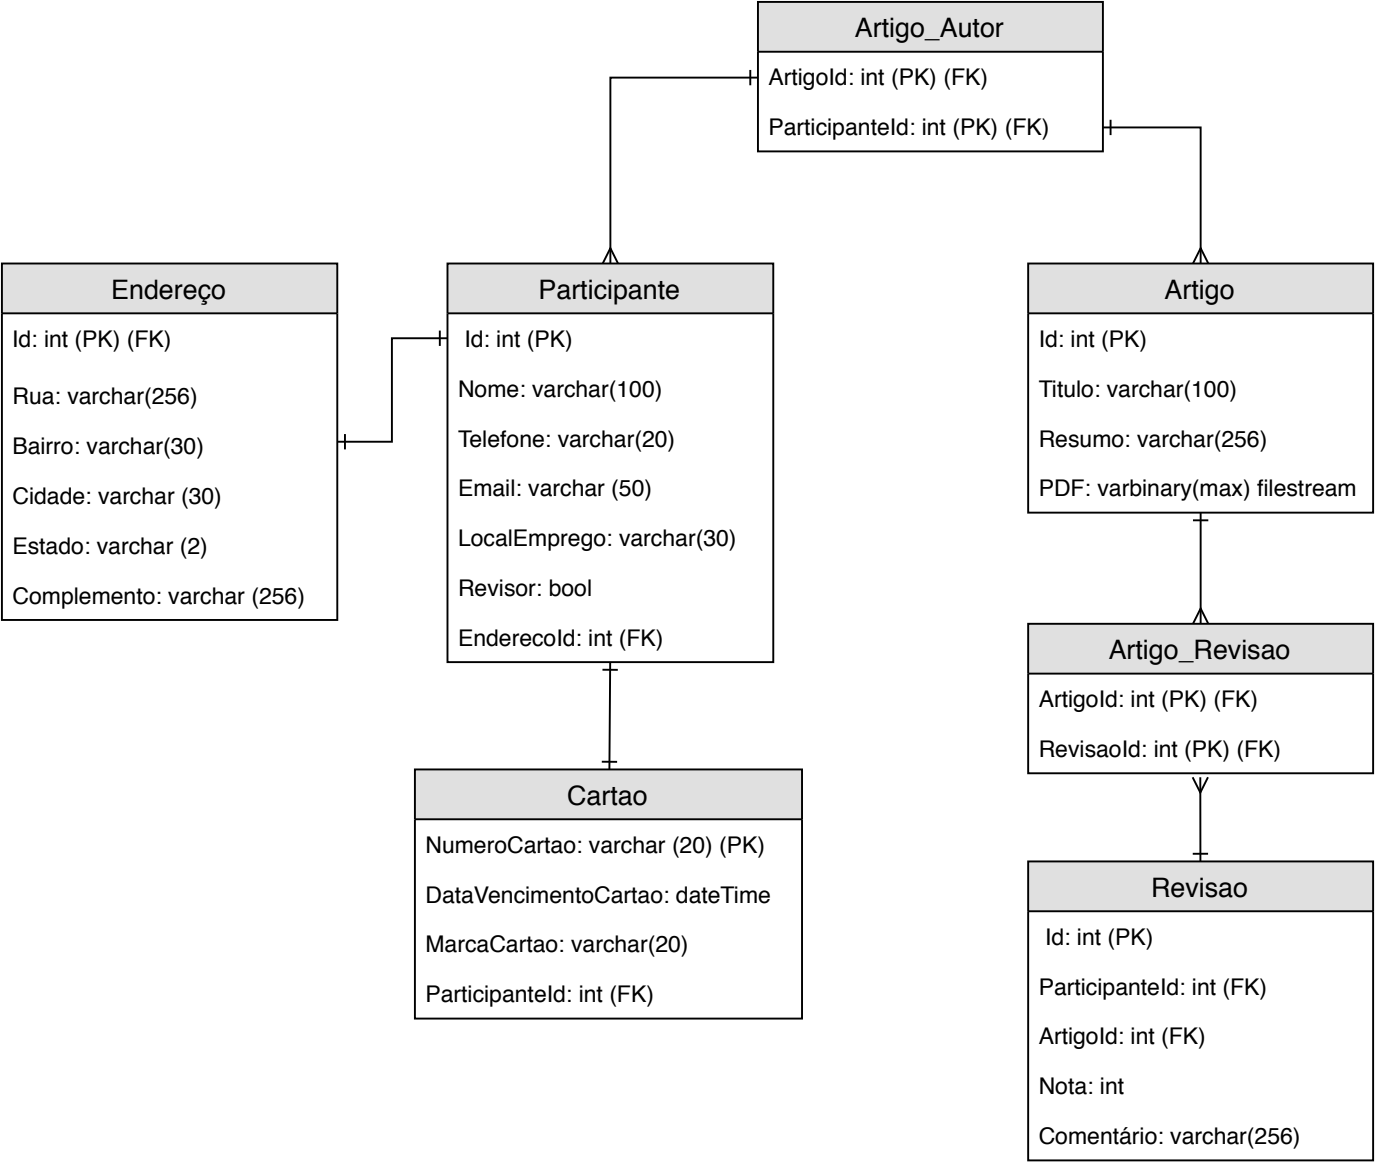 Artigo_Autor
ArtigoId: int (PK) (FK)
ParticipanteId: int (PK) (FK)
Endereço
Id: int (PK) (FK)
Rua: varchar(256)
Bairro: varchar(30)
Cidade: varchar (30)
Estado: varchar (2)
Complemento: varchar (256)
Participante
Id: int (PK)
Nome: varchar(100)
Telefone: varchar(20)
Email: varchar (50)
LocalEmprego: varchar(30)
Revisor: bool
EnderecoId: int (FK)
Artigo
Id: int (PK)
Titulo: varchar(100)
Resumo: varchar(256)
PDF: varbinary(max) filestream
Artigo_Revisao
ArtigoId: int (PK) (FK)
RevisaoId: int (PK) (FK)
Cartao
NumeroCartao: varchar (20) (PK)
DataVencimentoCartao: dateTime
MarcaCartao: varchar(20)
ParticipanteId: int (FK)
Revisao
Id: int (PK)
ParticipanteId: int (FK)
ArtigoId: int (FK)
Nota: int
Comentário: varchar(256)